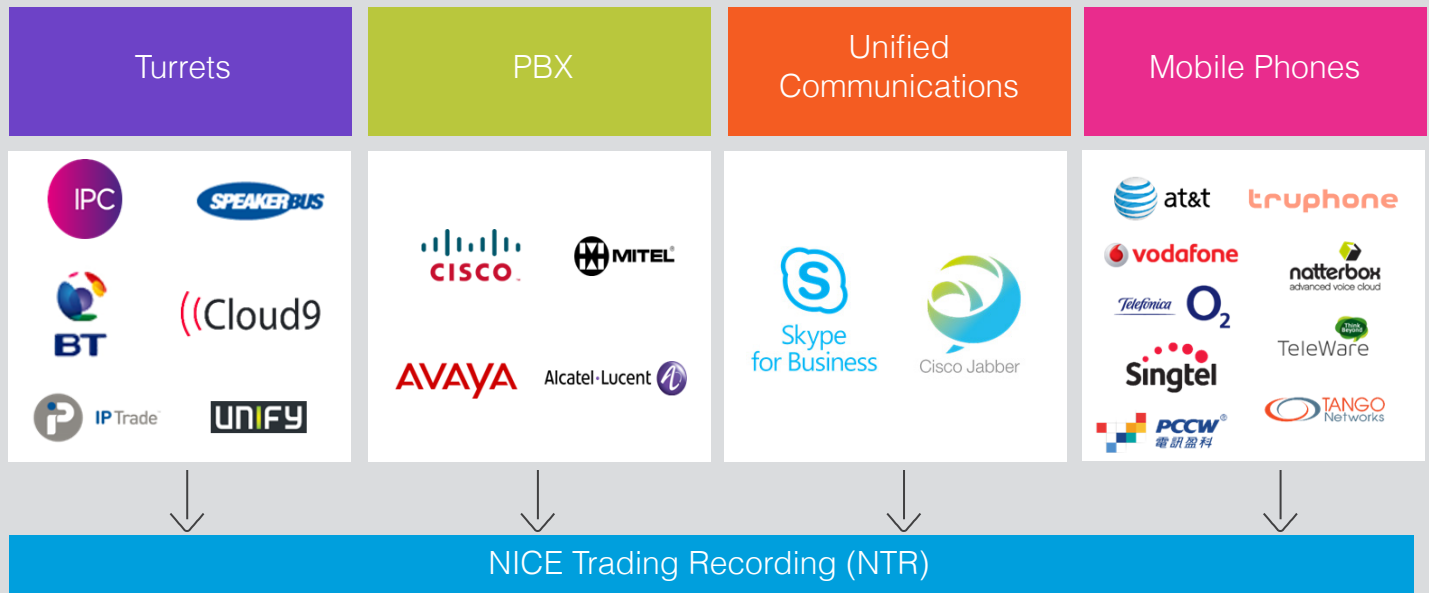 Turrets
PBX
Unified
Communications
Mobile Phones
IPC
SPEAKERBUS
BT
((Cloud9
IP Trade
UNIFY
CISCO
MITEL
AVAYA
Alcatel·Lucent
S
Skype
for Business
Cisco Jabber
at&t
truphone
vodafone
natterbox
advanced voice cloud
Telefónica O2
Think
Beyond
TeleWare
Singtel
TANGO
Networks
PCCW®
電訊盈科
NICE Trading Recording (NTR)